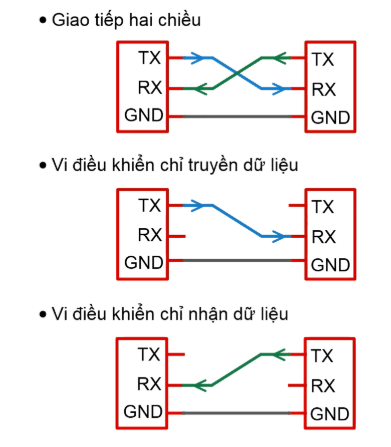 • Giao tiếp hai chiều
TX TX
RX RX
GND GND
• Vi điều khiển chỉ truyền dữ liệu
TX TX
RX RX
GND GND
• Vi điều khiển chỉ nhận dữ liệu
TX TX
RX RX
GND GND